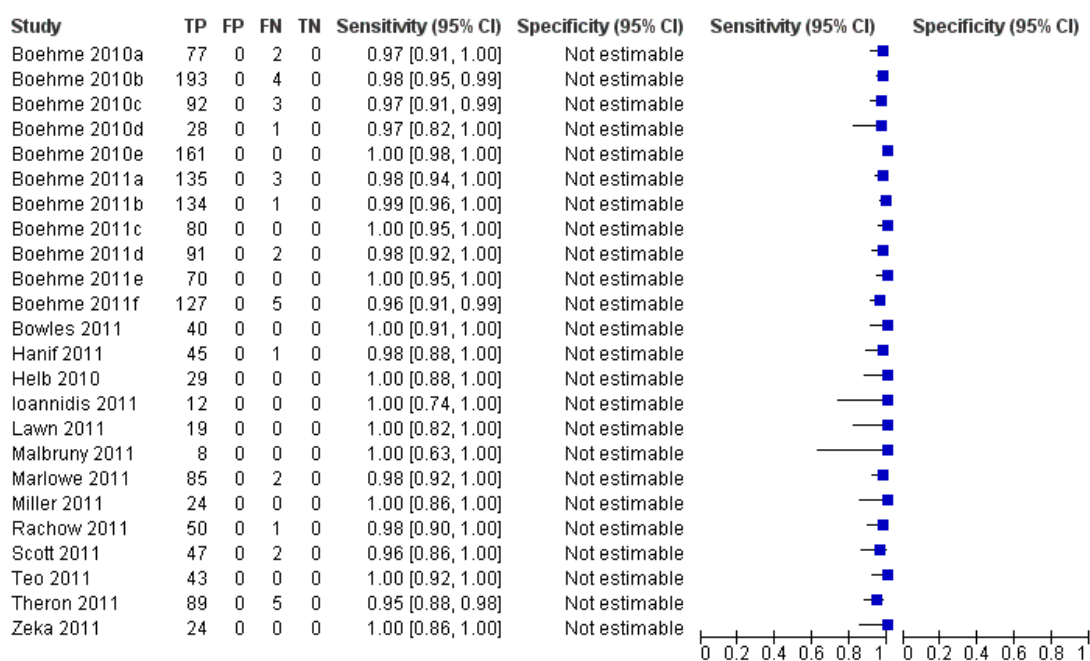 Study TP FP FN TN Sensitivity (95% CI) Specificity (95% CI) Sensitivity (95% CI) Specificity (95% CI)
Boehme 2010a 77 0 2 0 0.97 [0.91, 1.00] Not estimable
Boehme 2010b 193 0 4 0 0.98 [0.95, 0.99] Not estimable
Boehme 2010c 92 0 3 0 0.97 [0.91, 0.99] Not estimable
Boehme 2010d 28 0 1 0 0.97 [0.82, 1.00] Not estimable
Boehme 2010e 161 0 0 0 1.00 [0.98, 1.00] Not estimable
Boehme 2011a 135 0 3 0 0.98 [0.94, 1.00] Not estimable
Boehme 2011b 134 0 1 0 0.99 [0.96, 1.00] Not estimable
Boehme 2011c 80 0 0 0 1.00 [0.95, 1.00] Not estimable
Boehme 2011d 91 0 2 0 0.98 [0.92, 1.00] Not estimable
Boehme 2011e 70 0 0 0 1.00 [0.95, 1.00] Not estimable
Boehme 2011f 127 0 5 0 0.96 [0.91, 0.99] Not estimable
Bowles 2011 40 0 0 0 1.00 [0.91, 1.00] Not estimable
Hanif 2011 45 0 1 0 0.98 [0.88, 1.00] Not estimable
Helb 2010 29 0 0 0 1.00 [0.88, 1.00] Not estimable
Ioannidis 2011 12 0 0 0 1.00 [0.74, 1.00] Not estimable
Lawn 2011 19 0 0 0 1.00 [0.82, 1.00] Not estimable
Malbruny 2011 8 0 0 0 1.00 [0.63, 1.00] Not estimable
Marlowe 2011 85 0 2 0 0.98 [0.92, 1.00] Not estimable
Miller 2011 24 0 0 0 1.00 [0.86, 1.00] Not estimable
Rachow 2011 50 0 1 0 0.98 [0.90, 1.00] Not estimable
Scott 2011 47 0 2 0 0.96 [0.86, 1.00] Not estimable
Teo 2011 43 0 0 0 1.00 [0.92, 1.00] Not estimable
Theron 2011 89 0 5 0 0.95 [0.88, 0.98] Not estimable
Zeka 2011 24 0 0 0 1.00 [0.86, 1.00] Not estimable
0 0.2 0.4 0.6 0.8 1 0 0.2 0.4 0.6 0.8 1